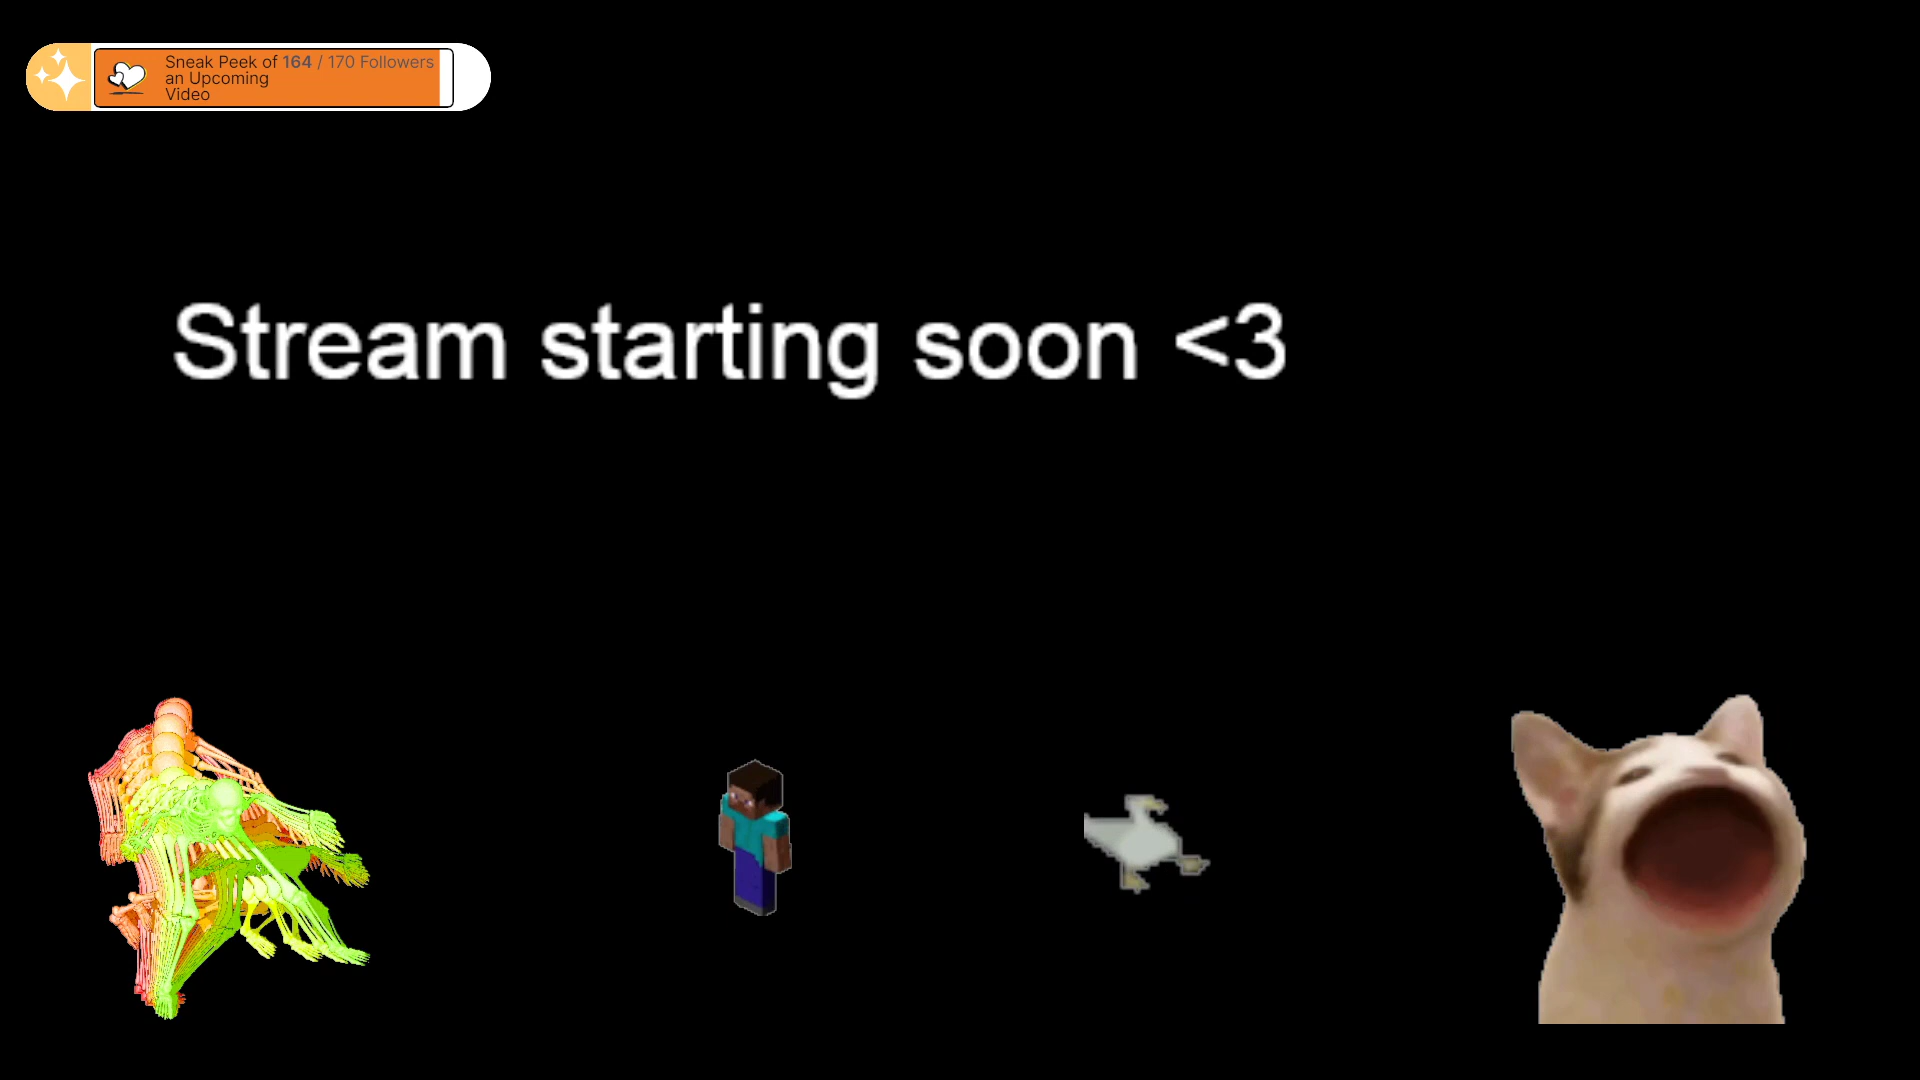 Sneak Peek of 164 / 170 Followers
an Upcoming
Video
Stream starting soon <3